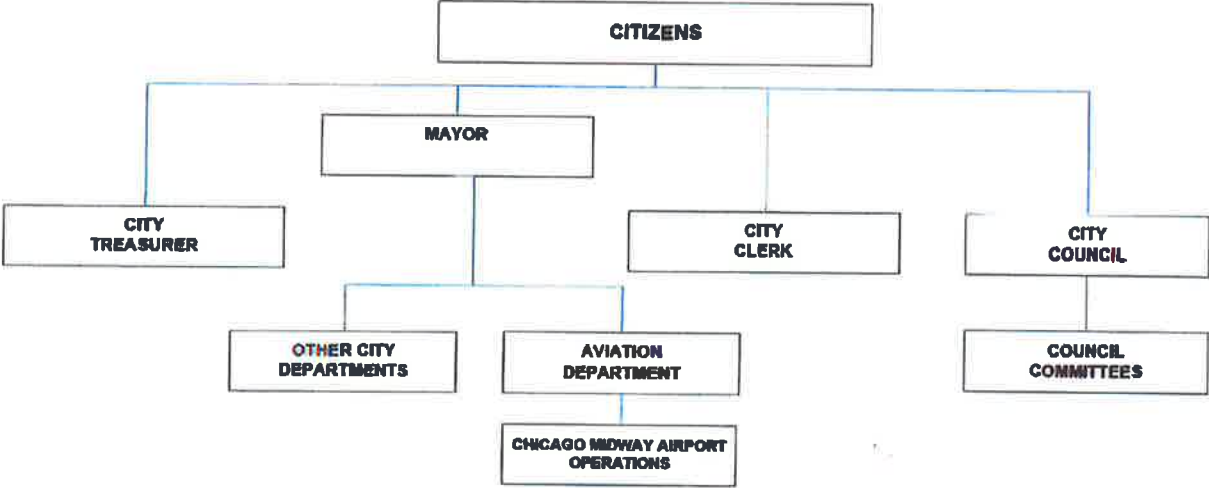 CITIZENS
MAYOR
CITY
TREASURER
CITY
CLERK
CITY
COUNCIL
OTHER CITY
DEPARTMENTS
AVIATION
DEPARTMENT
COUNCIL
COMMITTEES
CHICAGO MIDWAY AIRPORT
OPERATIONS